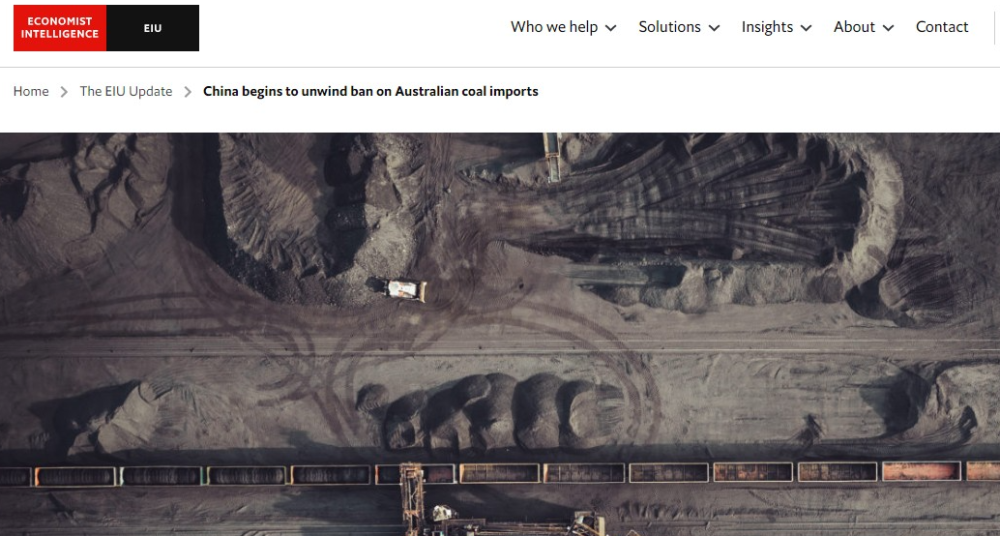 ECONOMIST
INTELLIGENCE
EIU
Who we help Solutions Insights About Contact
Home The EIU Update China begins to unwind ban on Australian coal imports